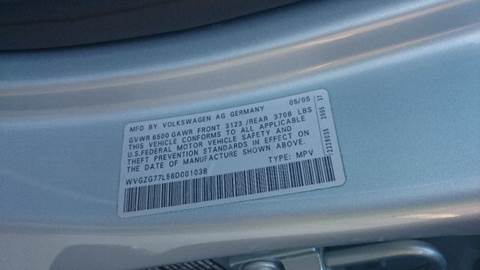 MFD BY VOLKSWAGEN AG GERMANY 05/05
GVWR 6500 GAWR FRONT 3123 /REAR 3708 LBS
THIS VEHICLE CONFORMS TO ALL APPLICABLE
U.S.FEDERAL MOTOR VEHICLE SAFETY AND
THEFT PREVENTION STANDARDS IN EFFECT ON
THE DATE OF MANUFACTURE SHOWN ABOVE.
WVGZG77L56D001038 TYPE: MPV